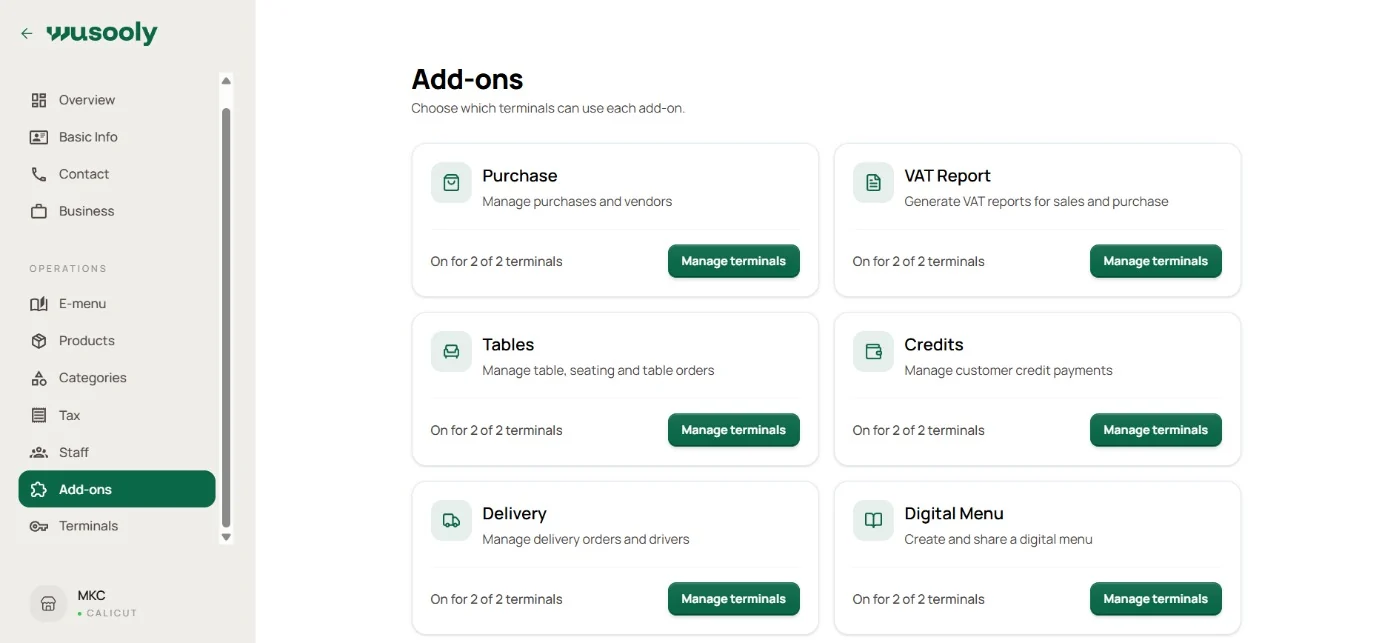 wusooly
Overview
Basic Info
Contact
Business
OPERATIONS
E-menu
Products
Categories
Tax
Staff
Add-ons
Terminals
MKC
CALICUT
Add-ons
Choose which terminals can use each add-on.
Purchase
Manage purchases and vendors
On for 2 of 2 terminals
Manage terminals
VAT Report
Generate VAT reports for sales and purchase
On for 2 of 2 terminals
Manage terminals
Tables
Manage table, seating and table orders
On for 2 of 2 terminals
Manage terminals
Credits
Manage customer credit payments
On for 2 of 2 terminals
Manage terminals
Delivery
Manage delivery orders and drivers
On for 2 of 2 terminals
Manage terminals
Digital Menu
Create and share a digital menu
On for 2 of 2 terminals
Manage terminals